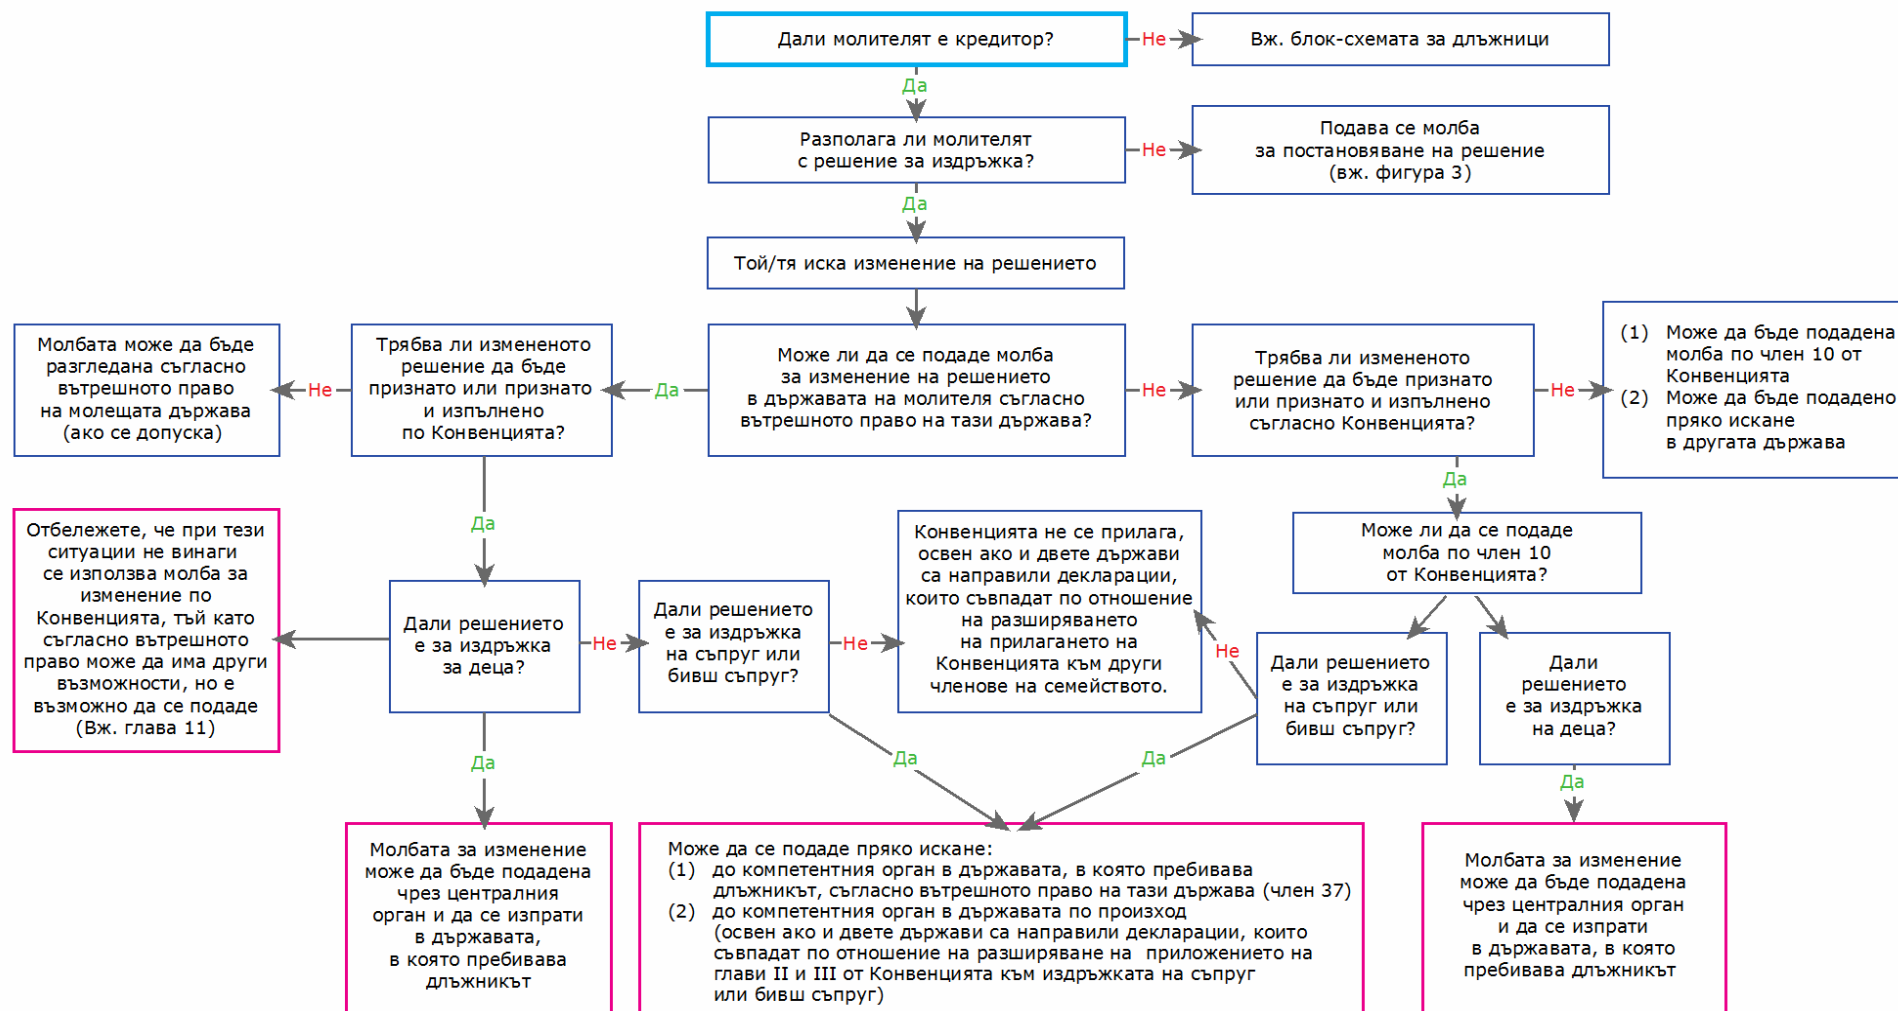 Дали молителят е кредитор?
Не
Вж. блок-схемата за длъжници
Да
Разполага ли молителят
с решение за издръжка?
Не
Подава се молба
за постановяване на решение
(вж. фигура 3)
Да
Той/тя иска изменение на решението
Молбата може да бъде
разгледана съгласно
вътрешното право
на молещата държава
(ако се допуска)
Не
Трябва ли измененото
решение да бъде
признато или признато
и изпълнено
по Конвенцията?
Да
Може ли да се подаде молба
за изменение на решението
в държавата на молителя съгласно
вътрешното право на тази държава?
Не
Трябва ли измененото
решение да бъде признато
или признато и изпълнено
съгласно Конвенцията?
Не
(1) Може да бъде подадена
молба по член 10 от
Конвенцията
(2) Може да бъде подадено
пряко искане
в другата държава
Да
Да
Отбележете, че при тези
ситуации не винаги
се използва молба за
изменение по
Конвенцията, тъй като
съгласно вътрешното
право може да има други
възможности, но е
възможно да се подаде
(Вж. глава 11)
Дали решението
е за издръжка
за деца?
Не
Дали решението
е за издръжка
на съпруг или
бивш съпруг?
Не
Конвенцията не се прилага,
освен ако и двете държави
са направили декларации,
които съвпадат по отношение
на разширяването
на прилагането на
Конвенцията към други
членове на семейството.
Може ли да се подаде
молба по член 10
от Конвенцията?
Не
Дали решението
е за издръжка
на съпруг или
бивш съпруг?
Дали
решението
е за издръжка
на деца?
Да
Да
Да
Да
Молбата за изменение
може да бъде подадена
чрез централния
орган и да се изпрати
в държавата,
в която пребивава
длъжникът
Може да се подаде пряко искане:
(1) до компетентния орган в държавата, в която пребивава
длъжникът, съгласно вътрешното право на тази държава (член 37)
(2) до компетентния орган в държавата по произход
(освен ако и двете държави са направили декларации, които
съвпадат по отношение на разширяване на приложението на
глави II и III от Конвенцията към издръжката на съпруг
или бивш съпруг)
Молбата за изменение
може да бъде подадена
чрез централния орган
и да се изпрати
в държавата, в която
пребивава длъжникът